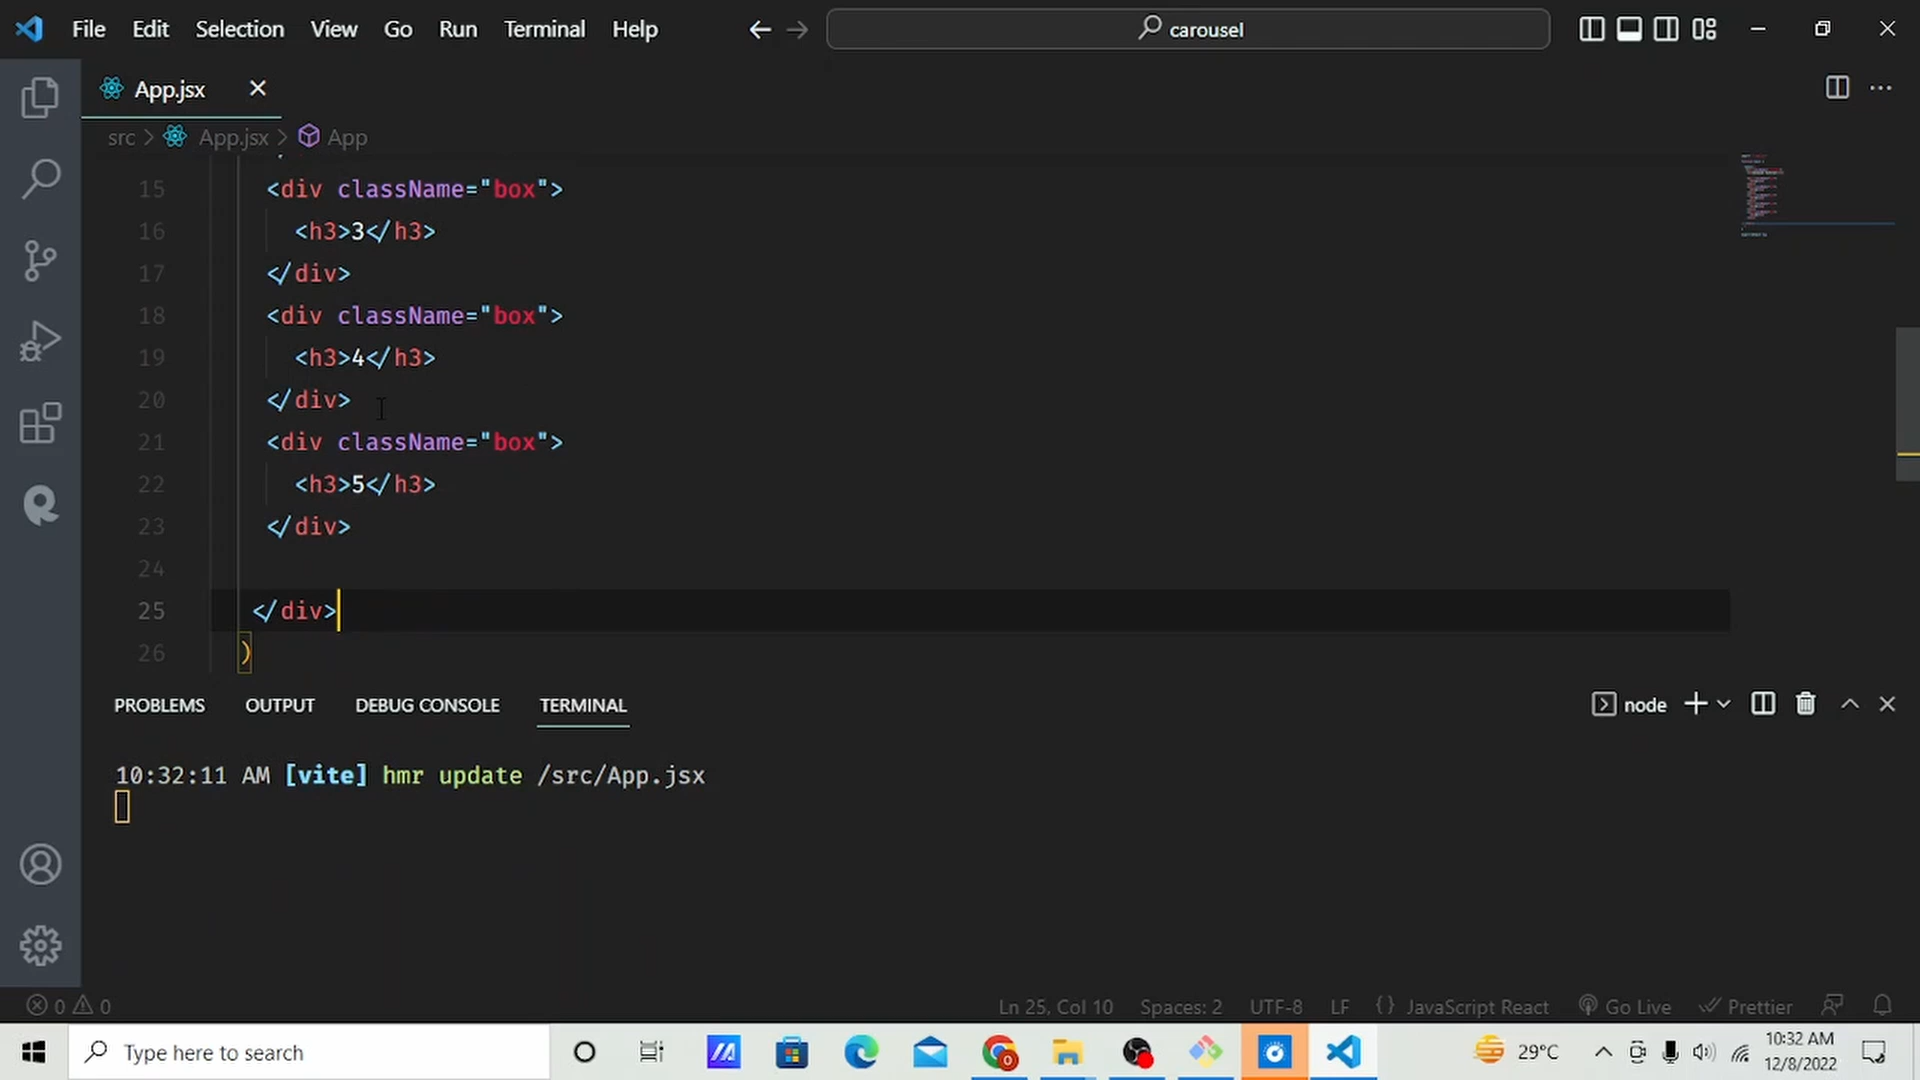 File Edit Selection View Go Run Terminal Help carousel
App.jsx
src > App.jsx > App
15 <div className="box">
16 <h3>3</h3>
17 </div>
18 <div className="box">
19 <h3>4</h3>
20 </div>
21 <div className="box">
22 <h3>5</h3>
23 </div>
24
25 </div>
26 )
PROBLEMS OUTPUT DEBUG CONSOLE TERMINAL node
10:32:11 AM [vite] hmr update /src/App.jsx
0 0 Ln 25, Col 10 Spaces: 2 UTF-8 LF {} JavaScript React Go Live Prettier
Type here to search 29°C 10:32 AM
12/8/2022